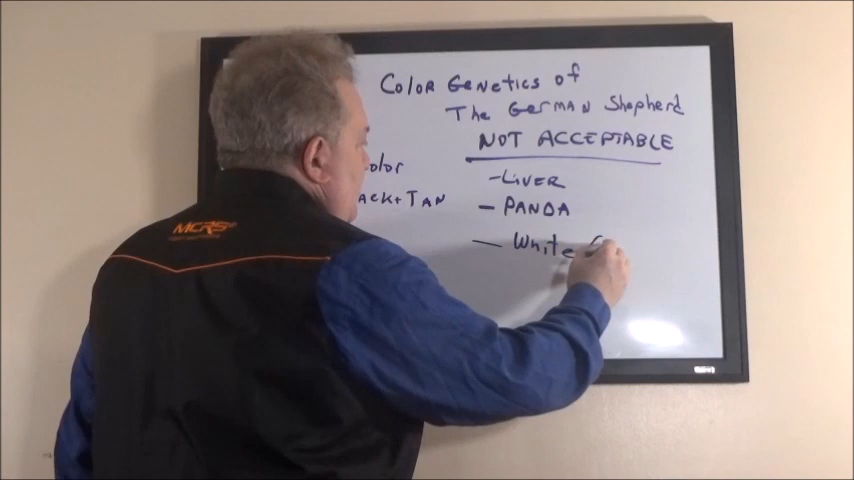 Color Genetics of
The German Shepherd
NOT ACCEPTABLE
olor
ACK+TAN
- LIVER
- PANDA
- White (
MCRS